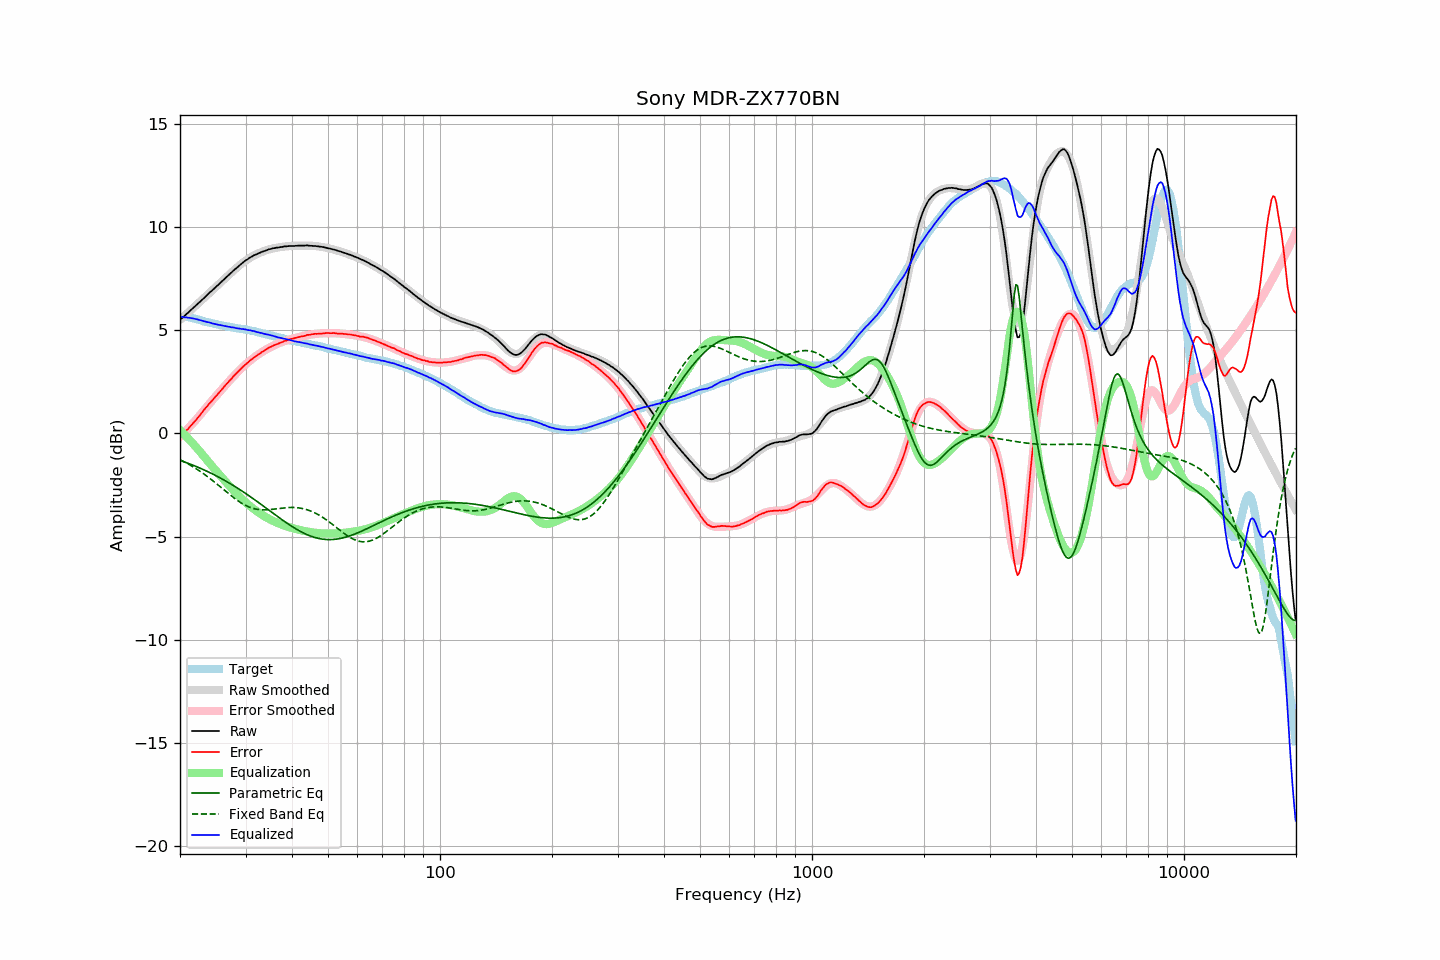 Sony MDR-ZX770BN
15
10
5
0
−5
−10
−15
−20
Amplitude (dBr)
100
1000
10000
Frequency (Hz)
Target
Raw Smoothed
Error Smoothed
Raw
Error
Equalization
Parametric Eq
Fixed Band Eq
Equalized